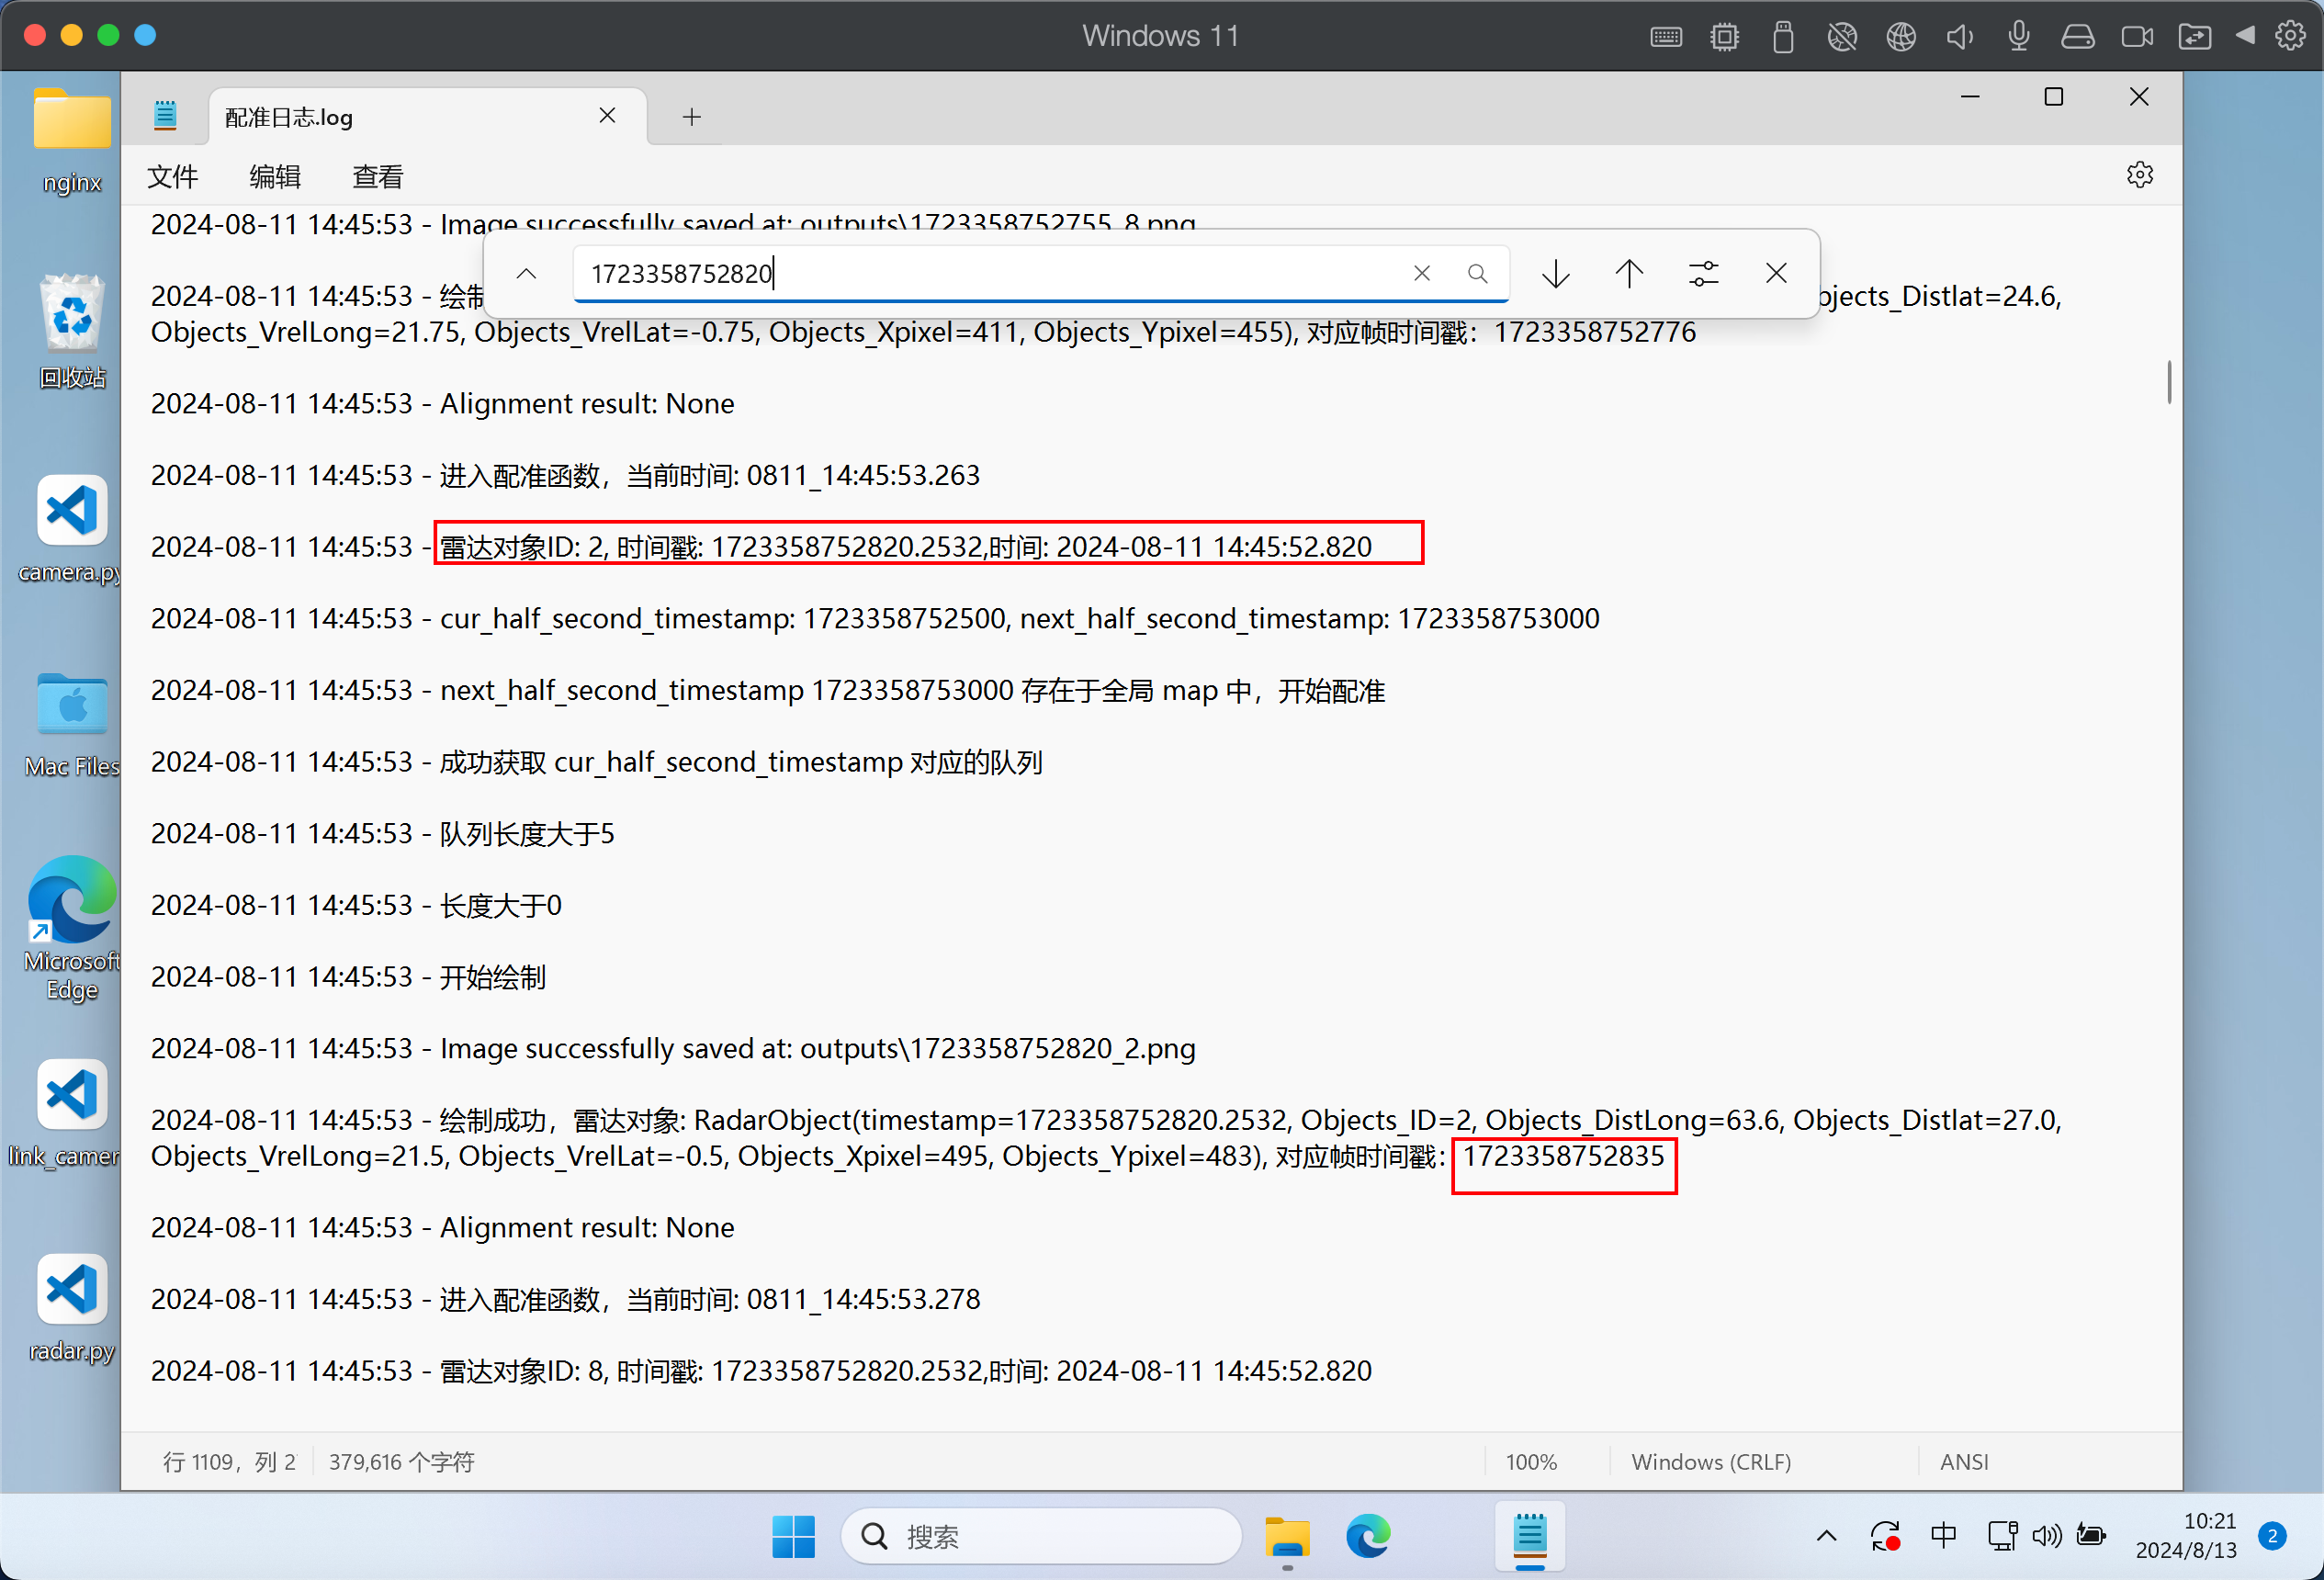 Windows 11
nginx
回收站
camera.py
Mac Files
Microsoft
Edge
link_camer
radar.py
配准日志.log
文件 编辑 查看
2024-08-11 14:45:53 - Image successfully saved at: outputs\1723358752755_8.png
1723358752820
2024-08-11 14:45:53 - 绘制 bjects_Distlat=24.6,
Objects_VrelLong=21.75, Objects_VrelLat=-0.75, Objects_Xpixel=411, Objects_Ypixel=455), 对应帧时间戳：1723358752776
2024-08-11 14:45:53 - Alignment result: None
2024-08-11 14:45:53 - 进入配准函数，当前时间: 0811_14:45:53.263
2024-08-11 14:45:53 - 雷达对象ID: 2, 时间戳: 1723358752820.2532,时间: 2024-08-11 14:45:52.820
2024-08-11 14:45:53 - cur_half_second_timestamp: 1723358752500, next_half_second_timestamp: 1723358753000
2024-08-11 14:45:53 - next_half_second_timestamp 1723358753000 存在于全局 map 中，开始配准
2024-08-11 14:45:53 - 成功获取 cur_half_second_timestamp 对应的队列
2024-08-11 14:45:53 - 队列长度大于5
2024-08-11 14:45:53 - 长度大于0
2024-08-11 14:45:53 - 开始绘制
2024-08-11 14:45:53 - Image successfully saved at: outputs\1723358752820_2.png
2024-08-11 14:45:53 - 绘制成功，雷达对象: RadarObject(timestamp=1723358752820.2532, Objects_ID=2, Objects_DistLong=63.6, Objects_Distlat=27.0,
Objects_VrelLong=21.5, Objects_VrelLat=-0.5, Objects_Xpixel=495, Objects_Ypixel=483), 对应帧时间戳：1723358752835
2024-08-11 14:45:53 - Alignment result: None
2024-08-11 14:45:53 - 进入配准函数，当前时间: 0811_14:45:53.278
2024-08-11 14:45:53 - 雷达对象ID: 8, 时间戳: 1723358752820.2532,时间: 2024-08-11 14:45:52.820
行 1109，列 2 379,616 个字符 100% Windows (CRLF) ANSI
搜索
中
10:21
2024/8/13
2